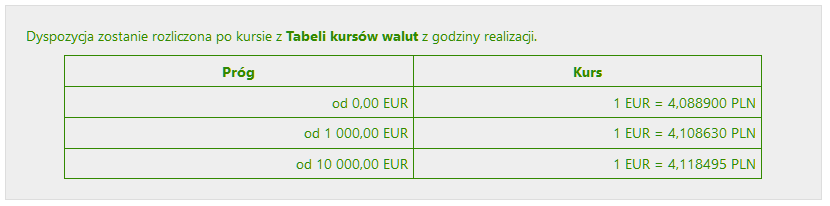 Dyspozycja zostanie rozliczona po kursie z Tabeli kursów walut z godziny realizacji.
Próg Kurs
od 0,00 EUR 1 EUR = 4,088900 PLN
od 1 000,00 EUR 1 EUR = 4,108630 PLN
od 10 000,00 EUR 1 EUR = 4,118495 PLN